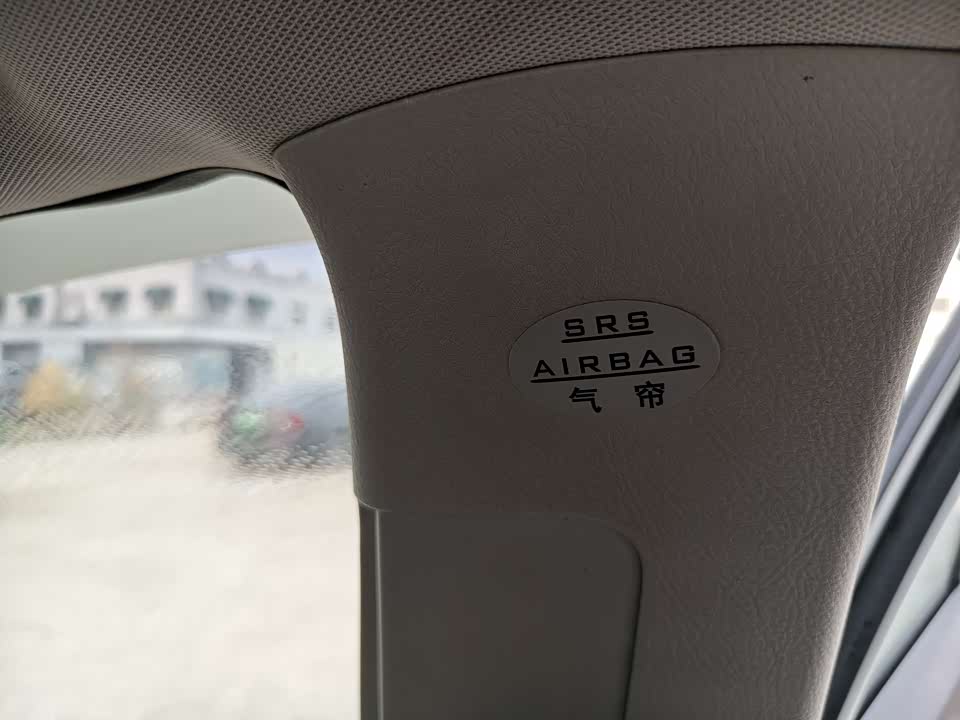 SRS
AIRBAG
气 帘